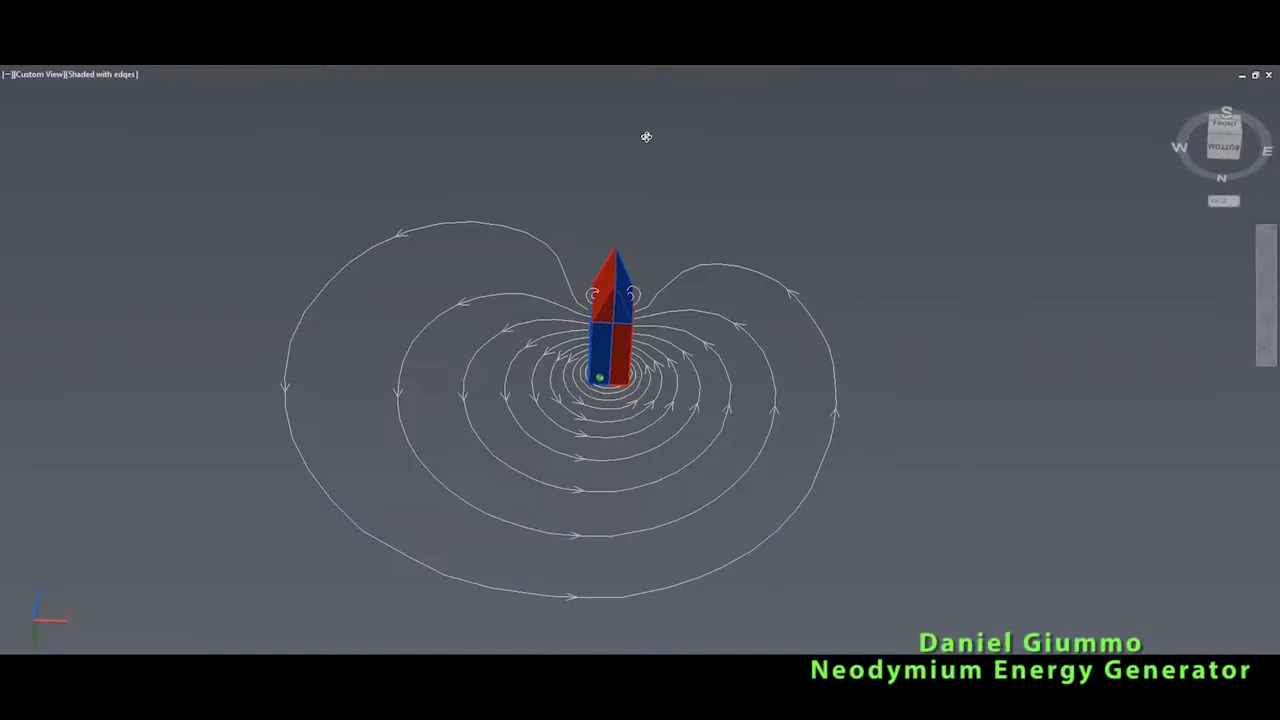 [−][Custom View][Shaded with edges]
S
FRONT
W
BOTTOM
E
N
Daniel Giummo
Neodymium Energy Generator